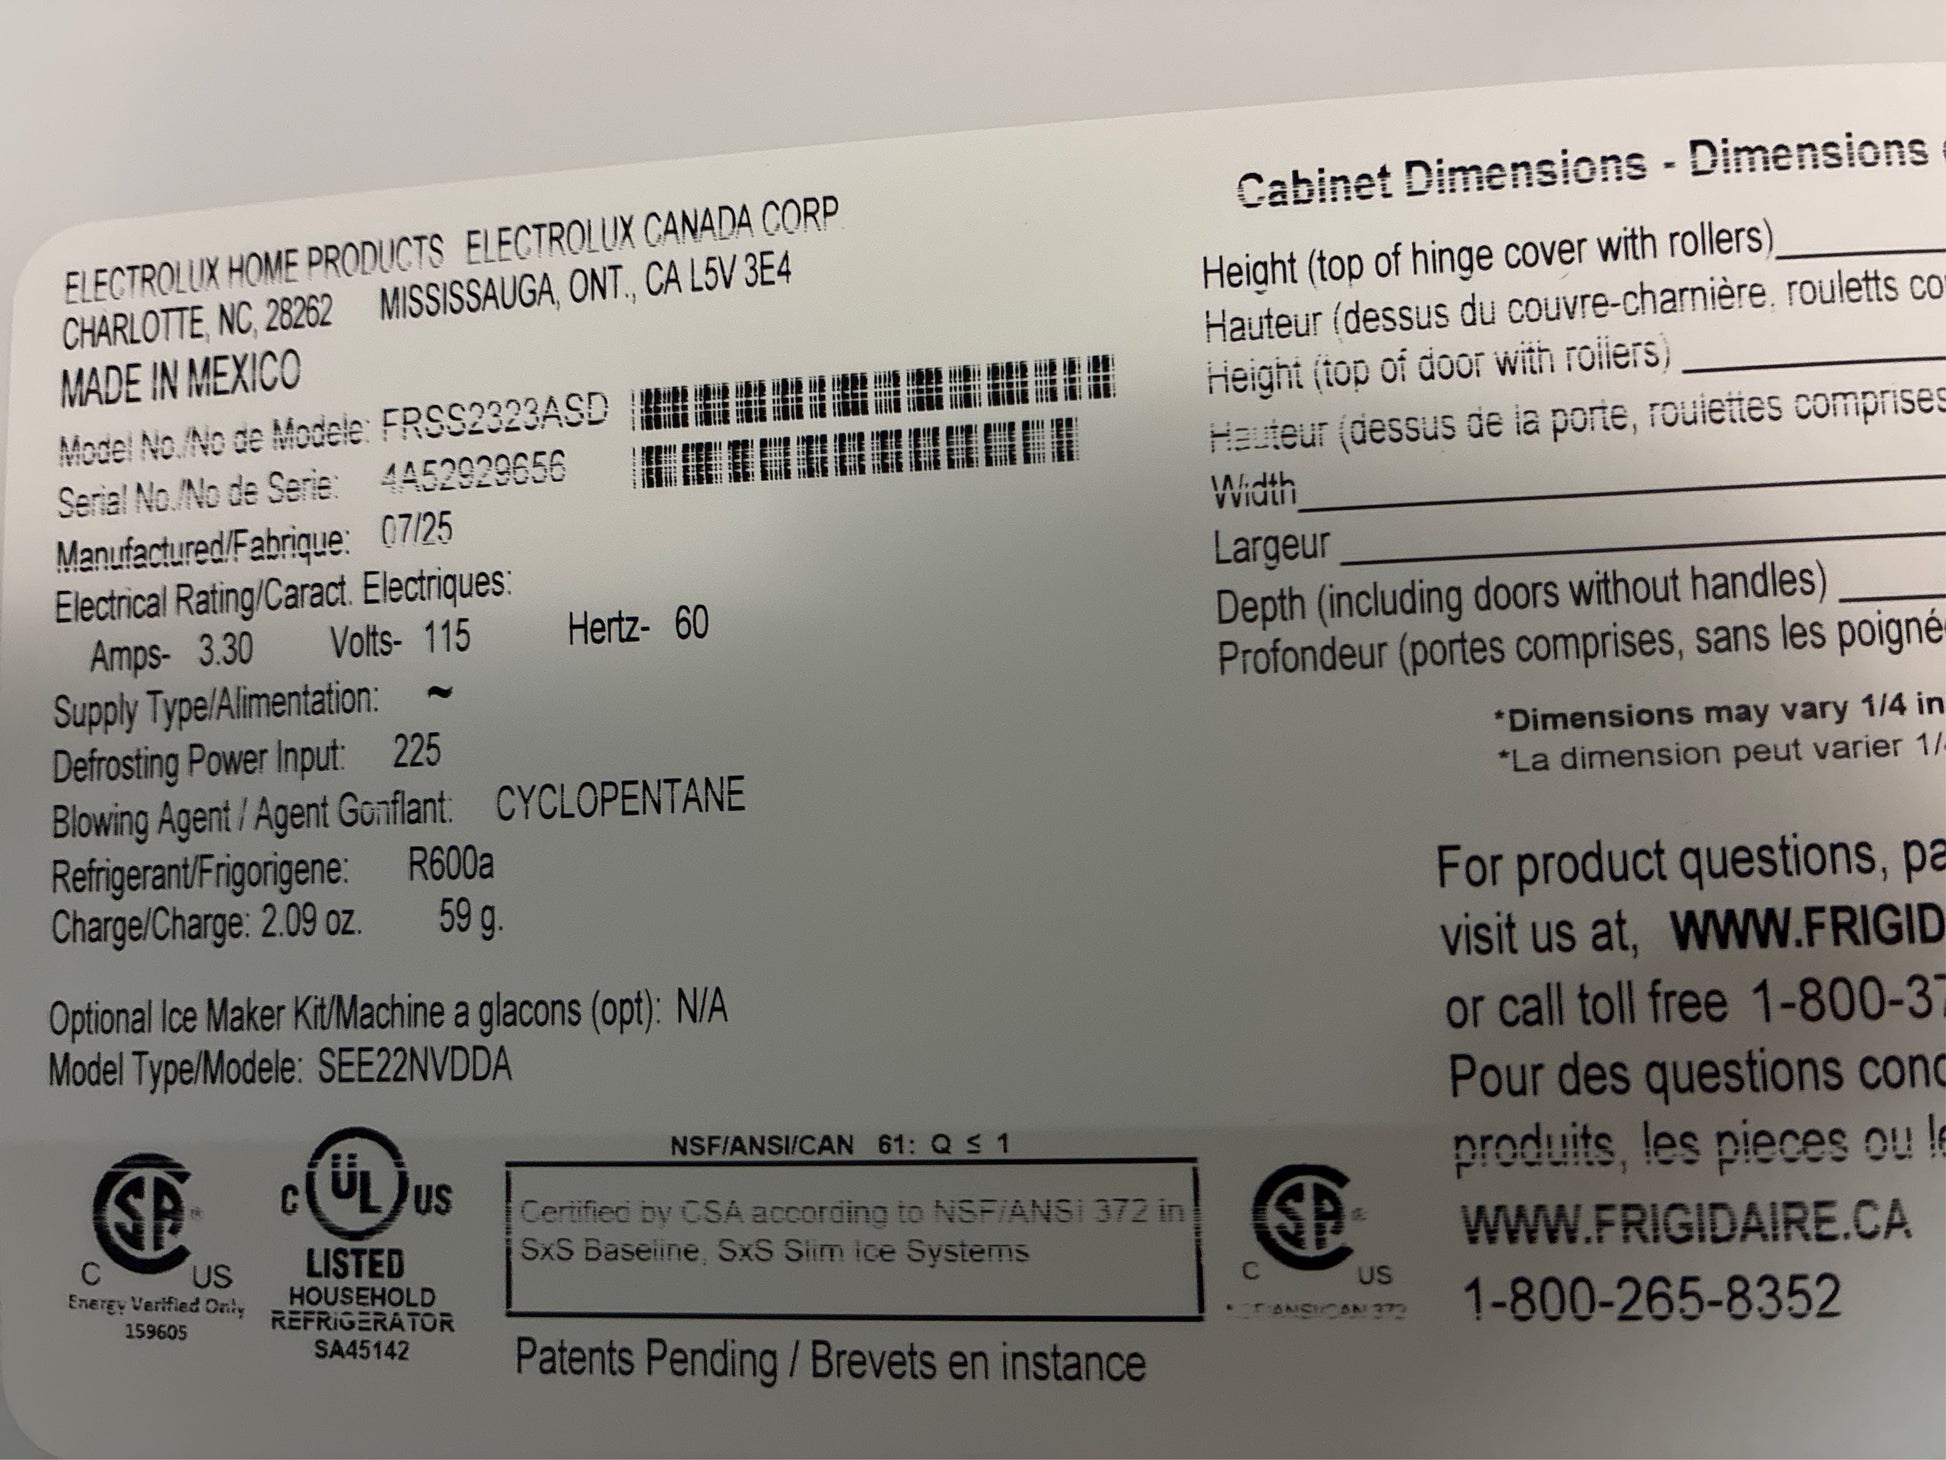 ELECTROLUX HOME PRODUCTS ELECTROLUX CANADA CORP.
CHARLOTTE, NC, 28262 MISSISSAUGA, ONT., CA L5V 3E4
MADE IN MEXICO
Model No./No de Modele: FRSS2323ASD
Serial No./No de Serie: 4A52929656
Manufactured/Fabrique: 07/25
Electrical Rating/Caract. Electriques:
Amps- 3.30 Volts- 115 Hertz- 60
Supply Type/Alimentation: ~
Defrosting Power Input: 225
Blowing Agent / Agent Gonflant: CYCLOPENTANE
Refrigerant/Frigorigene: R600a
Charge/Charge: 2.09 oz. 59 g.
Optional Ice Maker Kit/Machine a glacons (opt): N/A
Model Type/Modele: SEE22NVDDA
SA®
C US
Energy Verified Only
159605
C UL US
LISTED
HOUSEHOLD
REFRIGERATOR
SA45142
NSF/ANSI/CAN 61: Q ≤ 1
Certified by CSA according to NSF/ANSI 372 in
SxS Baseline, SxS Slim Ice Systems
Patents Pending / Brevets en instance
SA®
C US
ANSI/CAN 372
Cabinet Dimensions - Dimensions
Height (top of hinge cover with rollers)
Hauteur (dessus du couvre-charnière, rouletts
Height (top of door with rollers)
Hauteur (dessus de la porte, roulettes comprises
Width
Largeur
Depth (including doors without handles)
Profondeur (portes comprises, sans les poigné
*Dimensions may vary 1/4 in
*La dimension peut varier 1/
For product questions, pa
visit us at, WWW.FRIGID
or call toll free 1-800-37
Pour des questions conc
produits, les pieces ou le
WWW.FRIGIDAIRE.CA
1-800-265-8352